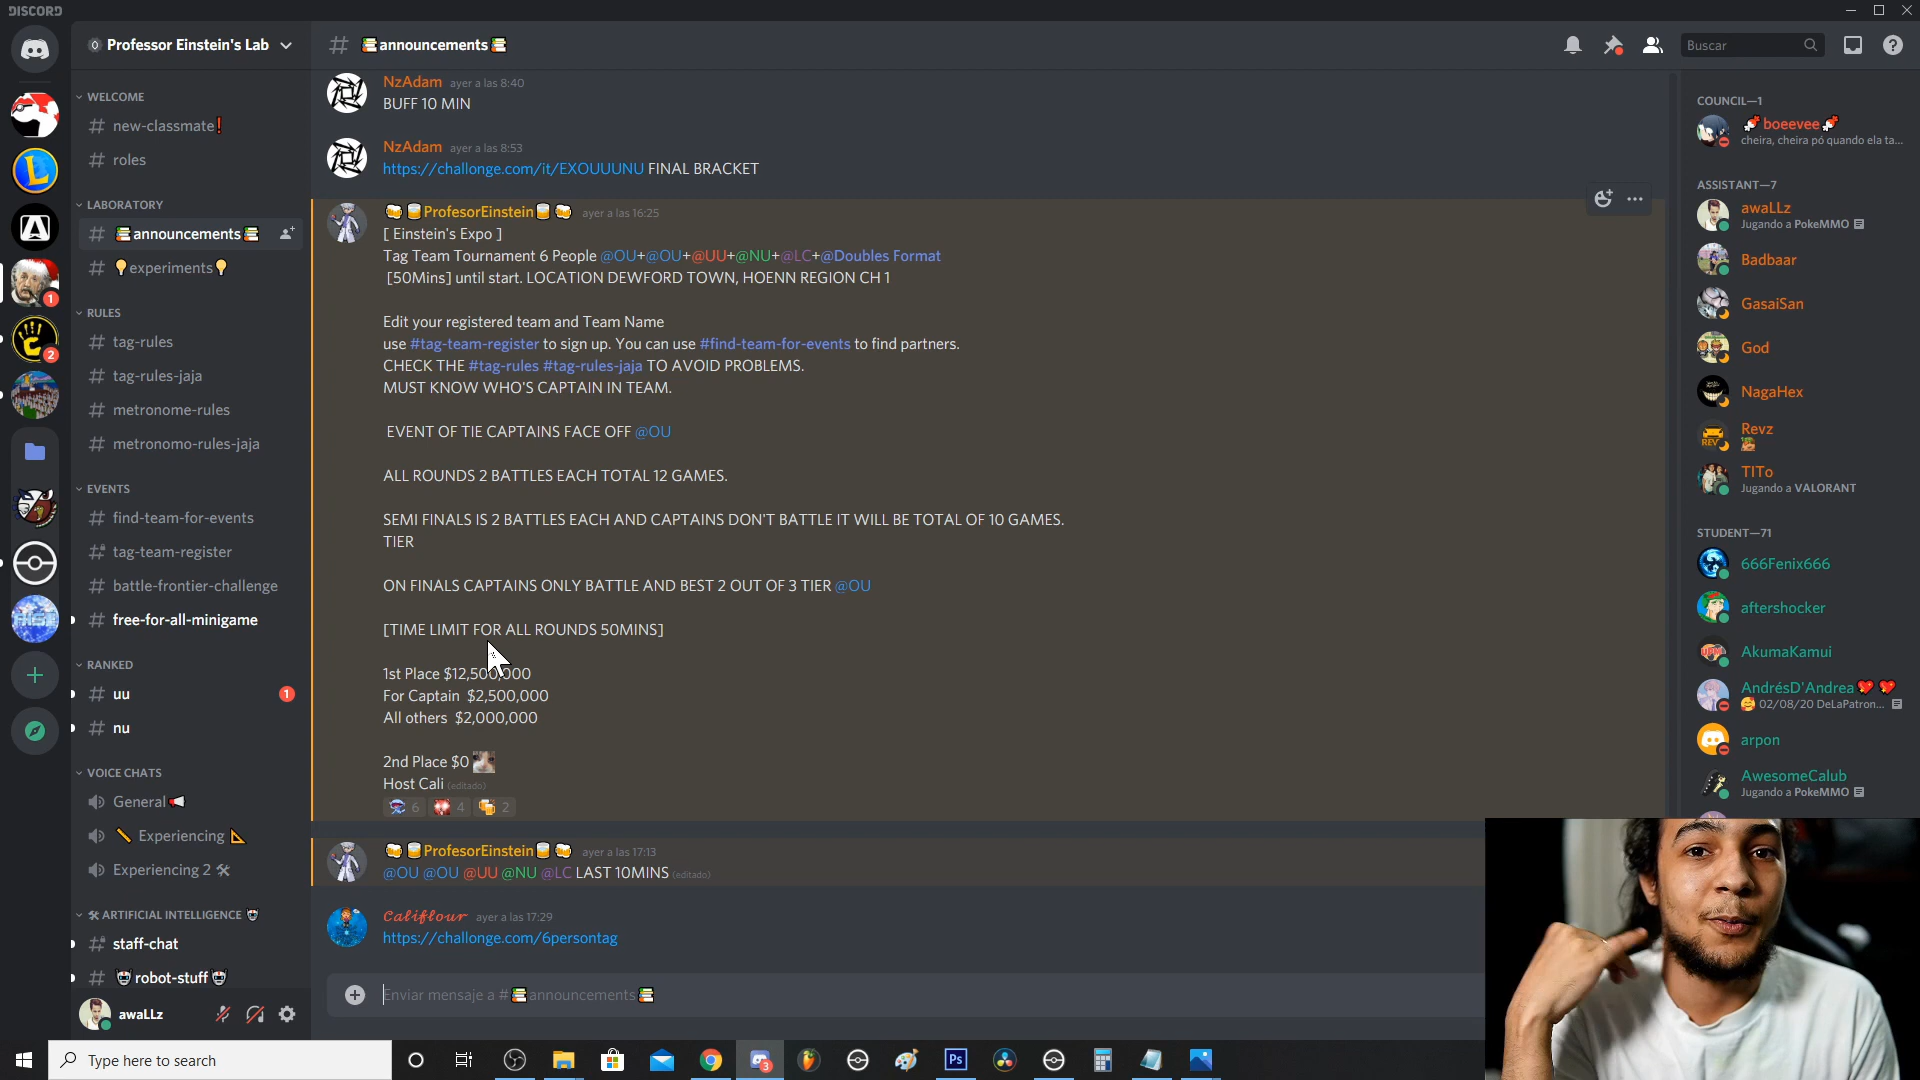 DISCORD
Professor Einstein's Lab
# 📚announcements📚
Buscar
WELCOME
# new-classmate❗
# roles
LABORATORY
# 📚announcements📚
# 💡experiments💡
RULES
# tag-rules
# tag-rules-jaja
# metronome-rules
# metronomo-rules-jaja
EVENTS
# find-team-for-events
# tag-team-register
# battle-frontier-challenge
# free-for-all-minigame
RANKED
# uu
1
# nu
VOICE CHATS
General
Experiencing
Experiencing 2
ARTIFICIAL INTELLIGENCE
# staff-chat
# robot-stuff
awaLLz
1
2
NzAdam ayer a las 8:40
BUFF 10 MIN
NzAdam ayer a las 8:53
https://challonge.com/it/EXOUUUNU FINAL BRACKET
ProfesorEinstein ayer a las 16:25
[ Einstein's Expo ]
Tag Team Tournament 6 People @OU+@OU+@UU+@NU+@LC+@Doubles Format
[50Mins] until start. LOCATION DEWFORD TOWN, HOENN REGION CH 1
Edit your registered team and Team Name
use #tag-team-register to sign up. You can use #find-team-for-events to find partners.
CHECK THE #tag-rules #tag-rules-jaja TO AVOID PROBLEMS.
MUST KNOW WHO'S CAPTAIN IN TEAM.
EVENT OF TIE CAPTAINS FACE OFF @OU
ALL ROUNDS 2 BATTLES EACH TOTAL 12 GAMES.
SEMI FINALS IS 2 BATTLES EACH AND CAPTAINS DON'T BATTLE IT WILL BE TOTAL OF 10 GAMES.
TIER
ON FINALS CAPTAINS ONLY BATTLE AND BEST 2 OUT OF 3 TIER @OU
[TIME LIMIT FOR ALL ROUNDS 50MINS]
1st Place $12,500,000
For Captain $2,500,000
All others $2,000,000
2nd Place $0
Host Cali (editado)
6 4 2
ProfesorEinstein ayer a las 17:13
@OU @OU @UU @NU @LC LAST 10MINS (editado)
Califlour ayer a las 17:29
https://challonge.com/6persontag
Enviar mensaje a #📚announcements📚
COUNCIL—1
boeevee
cheira, cheira pó quando ela ta...
ASSISTANT—7
awaLLz
Jugando a PokeMMO
Badbaar
GasaiSan
God
NagaHex
Revz
TITo
Jugando a VALORANT
STUDENT—71
666Fenix666
aftershocker
AkumaKamui
AndrésD'Andrea
02/08/20 DeLaPatron...
arpon
AwesomeCalub
Jugando a PokeMMO
Type here to search
3
Ps